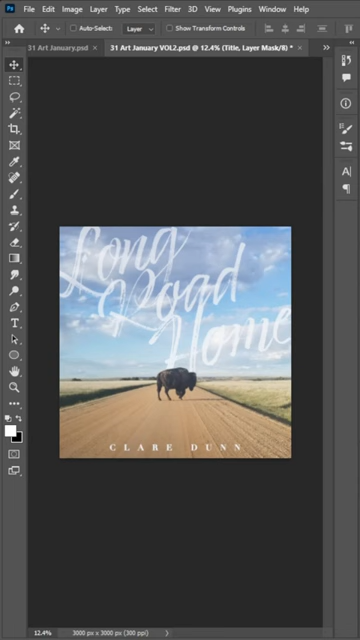 Ps File Edit Image Layer Type Select Filter 3D View Plugins Window Help
Auto-Select: Layer Show Transform Controls
31 Art January.psd × 31 Art January VOL2.psd @ 12.4% (Title, Layer Mask/8) * ×
Long
Road
Home
CLARE DUNN
12.4% 3000 px x 3000 px (300 ppi)